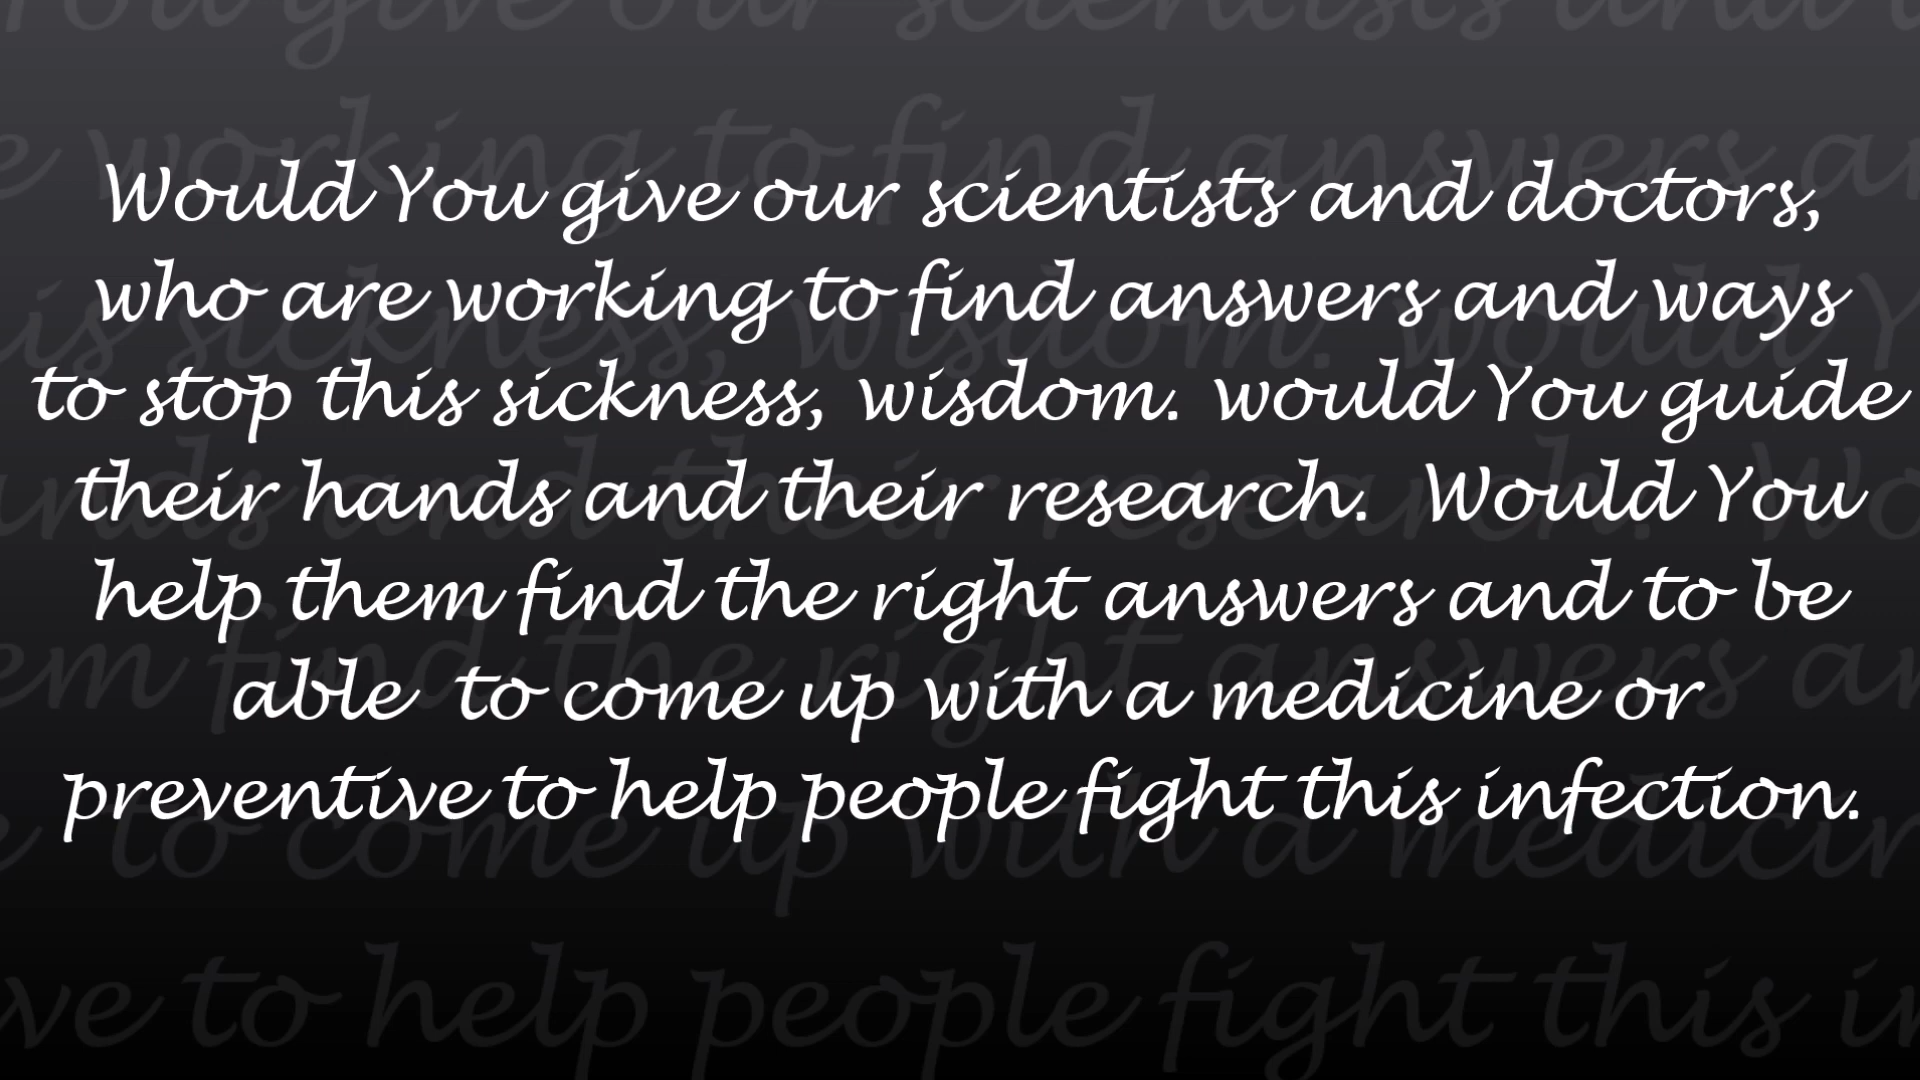 Would You give our scientists and doctors,
who are working to find answers and ways
to stop this sickness, wisdom. would You guide
their hands and their research.  Would You
help them find the right answers and to be
able  to come up with a medicine or
preventive to help people fight this infection.